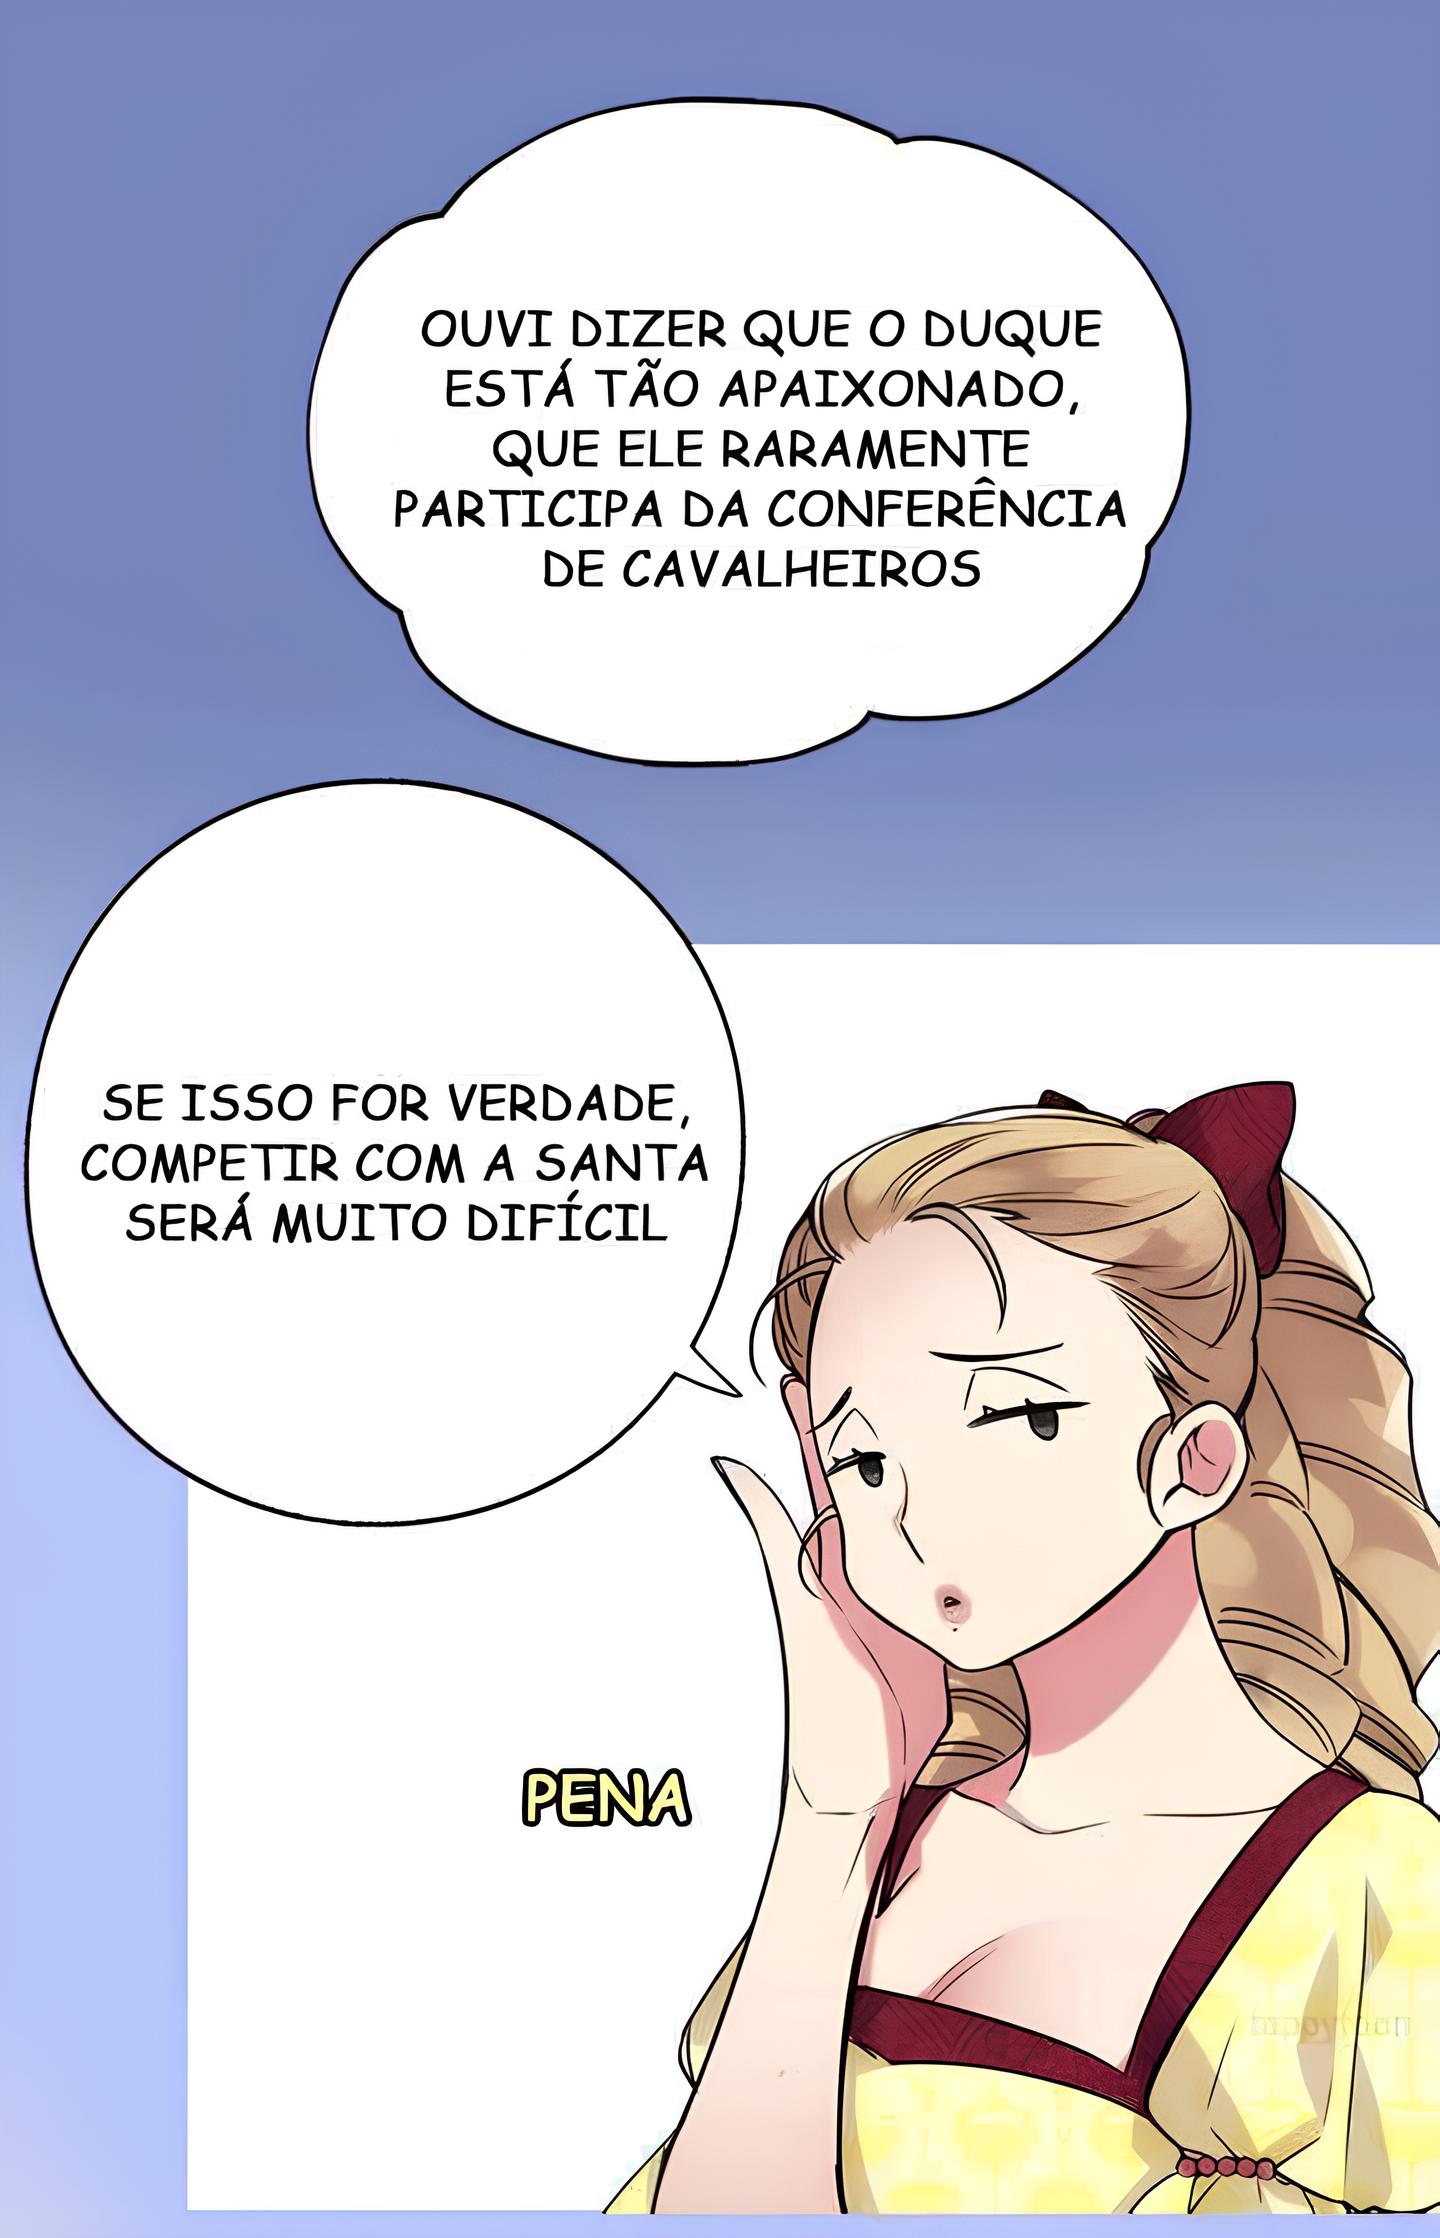 OUVI DIZER QUE O DUQUE
ESTÁ TÃO APAIXONADO,
QUE ELE RARAMENTE
PARTICIPA DA CONFERÊNCIA
DE CAVALHEIROS
SE ISSO FOR VERDADE,
COMPETIR COM A SANTA
SERÁ MUITO DIFÍCIL
PENA